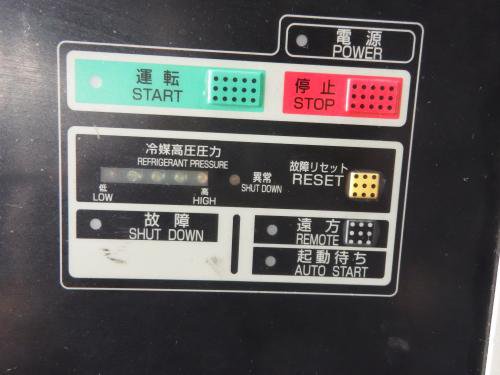 電源
POWER
運転
START
停止
STOP
冷媒高圧圧力
REFRIGERANT PRESSURE
低
LOW
高
HIGH
異常
SHUT DOWN
故障リセット
RESET
故障
SHUT DOWN
遠方
REMOTE
起動待ち
AUTO START